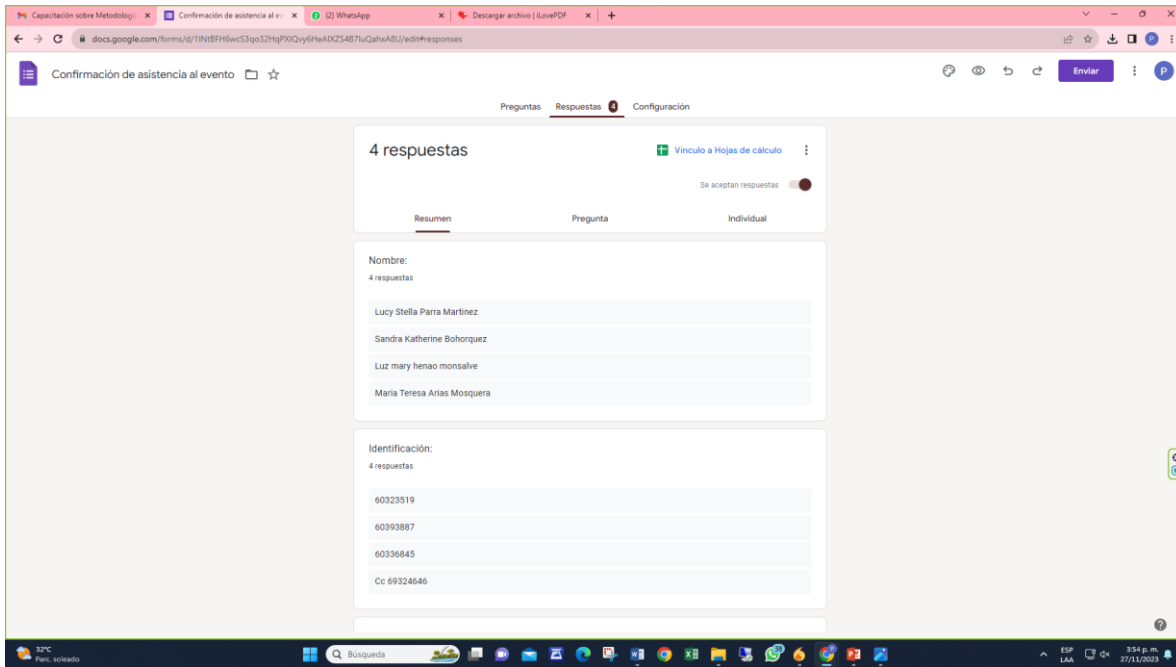 Capacitación sobre Metodologí
Confirmación de asistencia al ev
(2) WhatsApp
Descargar archivo | iLovePDF
docs.google.com/forms/d/1INtBFH6wcS3qo32HqPXlQvy6HeAIXZS4B7IuQahxA8U/edit#responses
Confirmación de asistencia al evento
Enviar
P
Preguntas Respuestas 4 Configuración
4 respuestas
Vínculo a Hojas de cálculo
Se aceptan respuestas
Resumen Pregunta Individual
Nombre:
4 respuestas
Lucy Stella Parra Martinez
Sandra Katherine Bohorquez
Luz mary henao monsalve
Maria Teresa Arias Mosquera
Identificación:
4 respuestas
60323519
60393887
60336845
Cc 69324646
32°C
Parc. soleado
Búsqueda
ESP
LAA
3:54 p. m.
27/11/2023